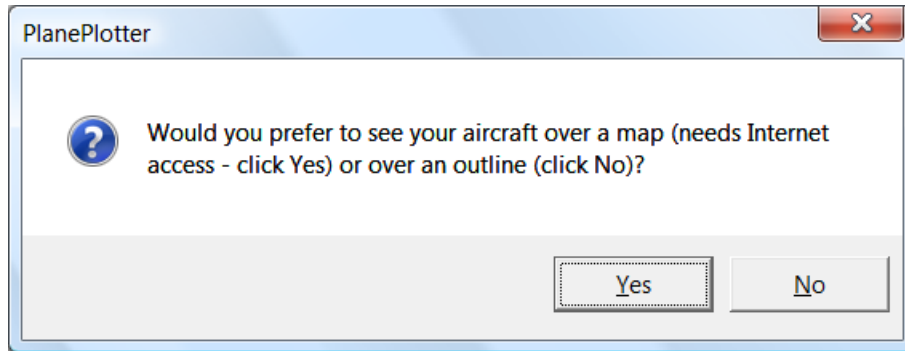 PlanePlotter
Would you prefer to see your aircraft over a map (needs Internet
access - click Yes) or over an outline (click No)?
Yes No